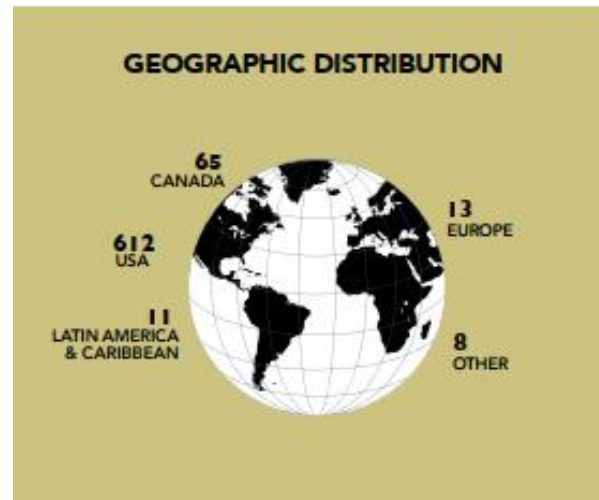 GEOGRAPHIC DISTRIBUTION
65
CANADA
612
USA
11
LATIN AMERICA
& CARIBBEAN
13
EUROPE
8
OTHER